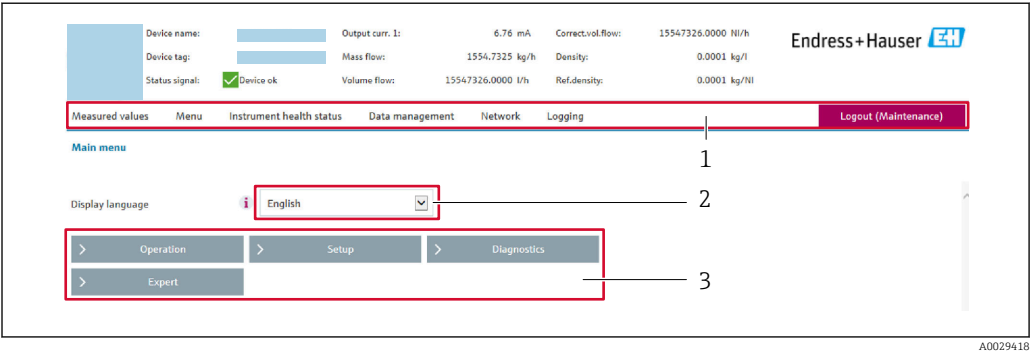 Device name: Output curr. 1: 6.76 mA Correct.vol.flow: 15547326.0000 Nl/h
Endress+Hauser EH
Device tag: Mass flow: 1554.7325 kg/h Density: 0.0001 kg/l
Status signal: Device ok Volume flow: 15547326.0000 l/h Ref.density: 0.0001 kg/Nl
Measured values Menu Instrument health status Data management Network Logging Logout (Maintenance)
1
Main menu
Display language i English 2
> Operation > Setup > Diagnostics
> Expert 3
A0029418